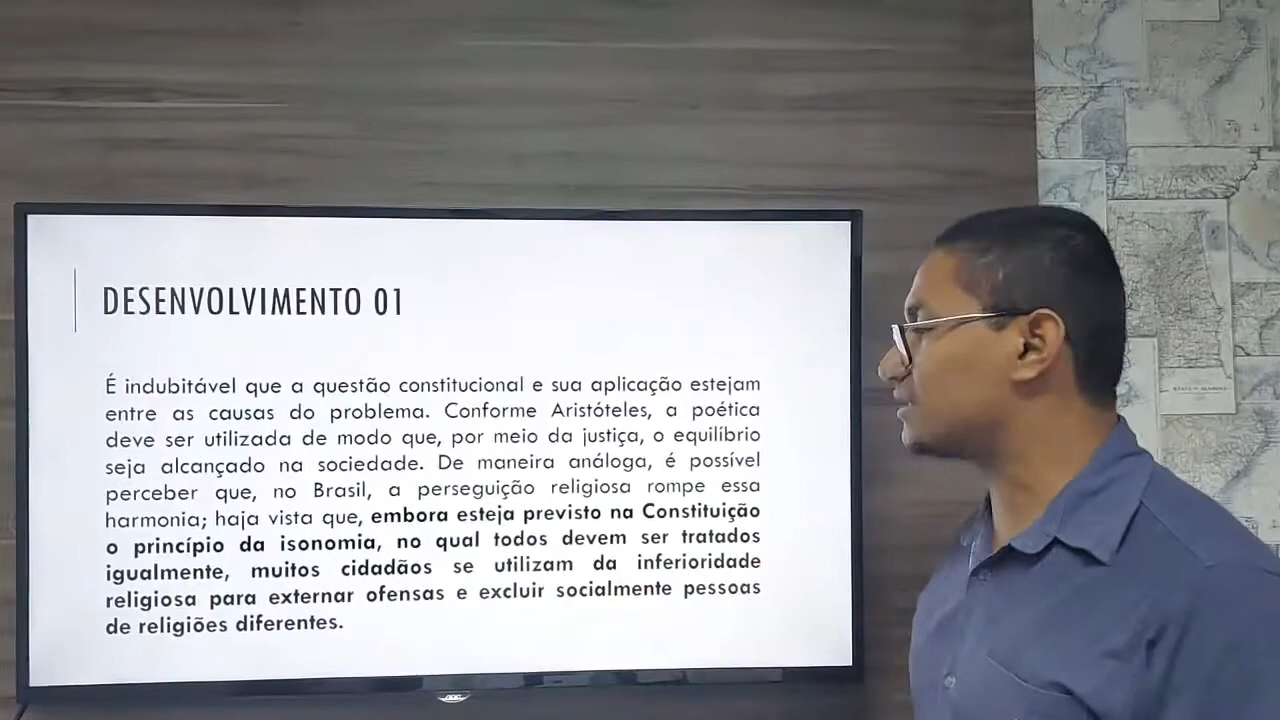 DESENVOLVIMENTO 01
É indubitável que a questão constitucional e sua aplicação estejam
entre as causas do problema. Conforme Aristóteles, a poética
deve ser utilizada de modo que, por meio da justiça, o equilíbrio
seja alcançado na sociedade. De maneira análoga, é possível
perceber que, no Brasil, a perseguição religiosa rompe essa
harmonia; haja vista que, embora esteja previsto na Constituição
o princípio da isonomia, no qual todos devem ser tratados
igualmente, muitos cidadãos se utilizam da inferioridade
religiosa para externar ofensas e excluir socialmente pessoas
de religiões diferentes.
AOC